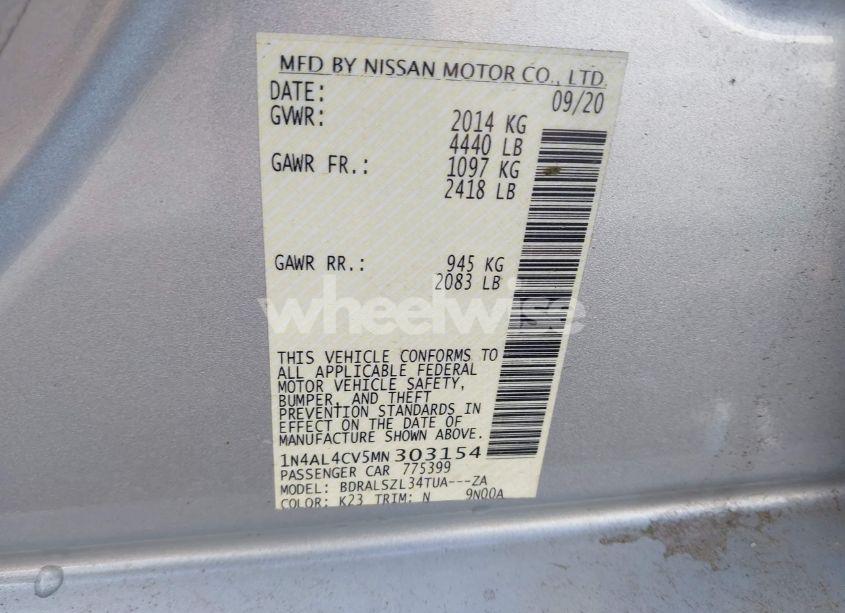 MFD BY NISSAN MOTOR CO., LTD.
DATE: 09/20
GVWR: 2014 KG
4440 LB
GAWR FR.: 1097 KG
2418 LB
GAWR RR.: 945 KG
2083 LB
wheelwise
THIS VEHICLE CONFORMS TO
ALL APPLICABLE FEDERAL
MOTOR VEHICLE SAFETY,
BUMPER, AND THEFT
PREVENTION STANDARDS IN
EFFECT ON THE DATE OF
MANUFACTURE SHOWN ABOVE.
1N4AL4CV5MN303154
PASSENGER CAR 775399
MODEL: BDRALSZL34TUA---ZA
COLOR: K23 TRIM: N 9NQ0A